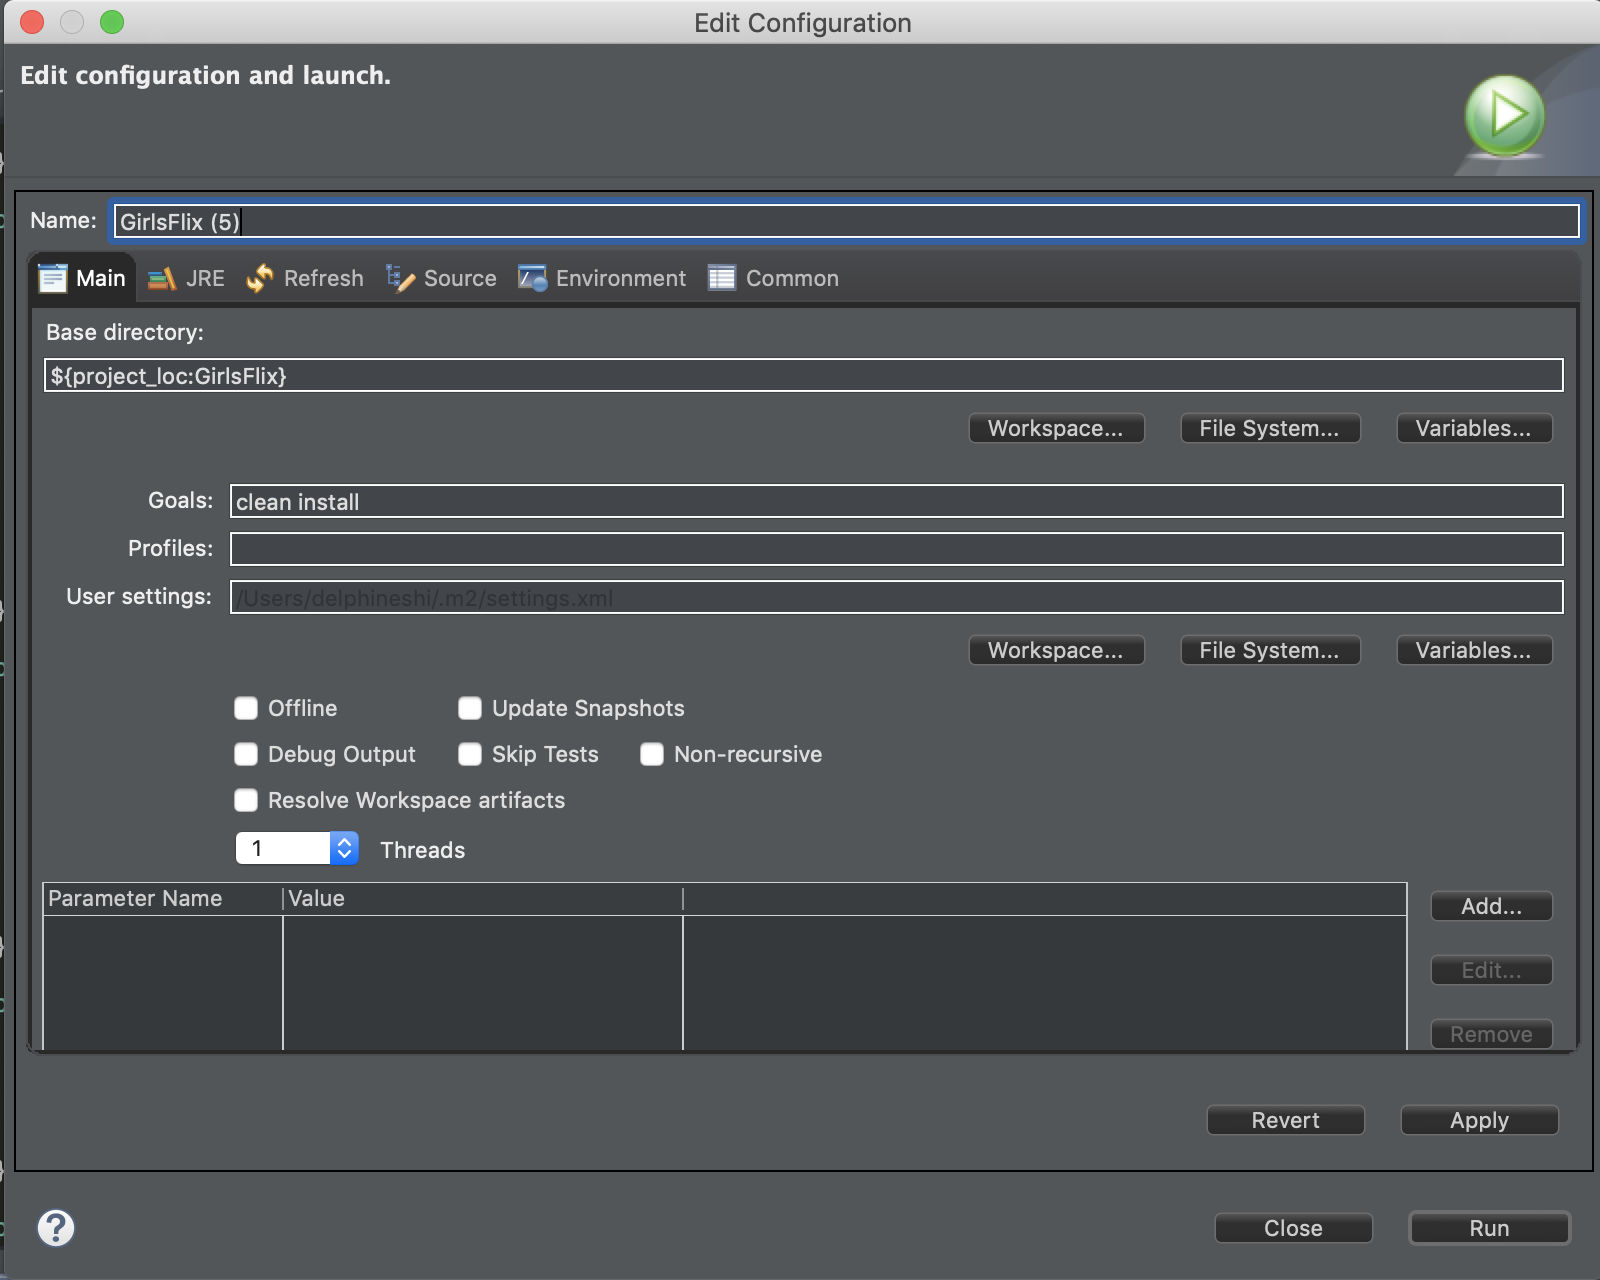 Edit Configuration
Edit configuration and launch.
Name: GirlsFlix (5)
Main JRE Refresh Source Environment Common
Base directory:
${project_loc:GirlsFlix}
Workspace... File System... Variables...
Goals: clean install
Profiles:
User settings: /Users/delphineshi/.m2/settings.xml
Workspace... File System... Variables...
Offline Update Snapshots
Debug Output Skip Tests Non-recursive
Resolve Workspace artifacts
1 Threads
Parameter Name Value
Add...
Edit...
Remove
Revert Apply
? Close Run